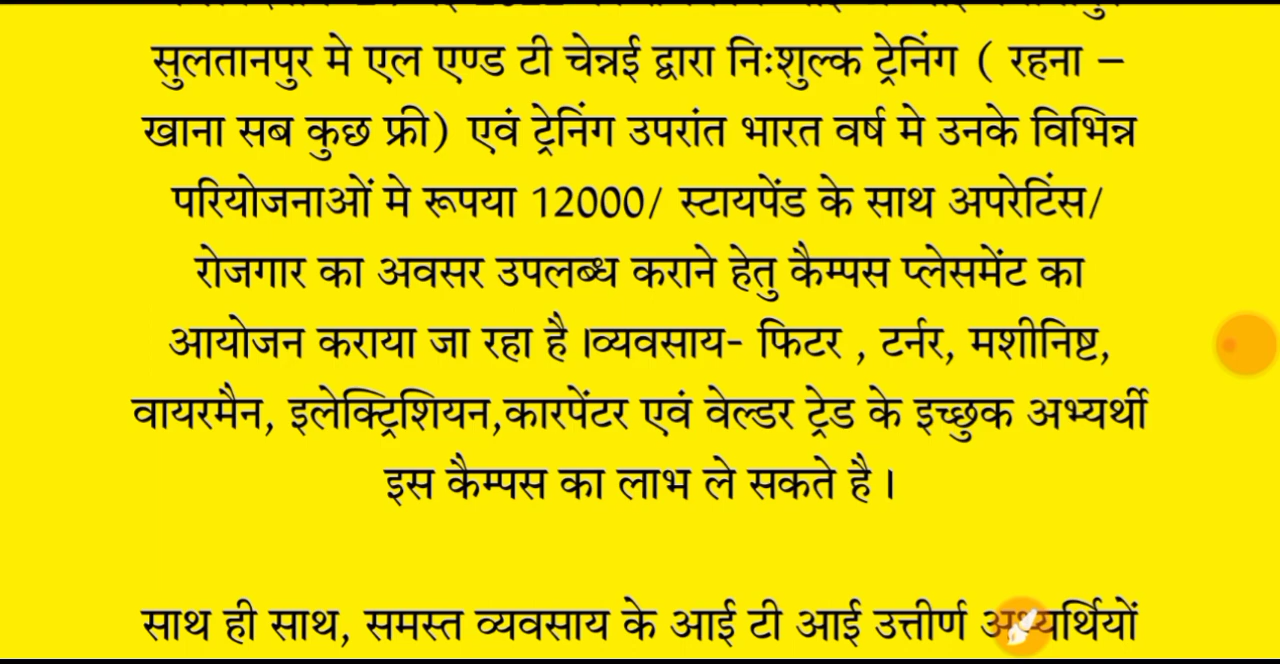 सुलतानपुर मे एल एण्ड टी चेन्नई द्वारा निःशुल्क ट्रेनिंग ( रहना –
खाना सब कुछ फ्री) एवं ट्रेनिंग उपरांत भारत वर्ष मे उनके विभिन्न
परियोजनाओं मे रूपया 12000/ स्टायपेंड के साथ अपरेटिंस/
रोजगार का अवसर उपलब्ध कराने हेतु कैम्पस प्लेसमेंट का
आयोजन कराया जा रहा है ।व्यवसाय- फिटर , टर्नर, मशीनिष्ट,
वायरमैन, इलेक्ट्रिशियन,कारपेंटर एवं वेल्डर ट्रेड के इच्छुक अभ्यर्थी
इस कैम्पस का लाभ ले सकते है ।
साथ ही साथ, समस्त व्यवसाय के आई टी आई उत्तीर्ण अभ्यर्थियों